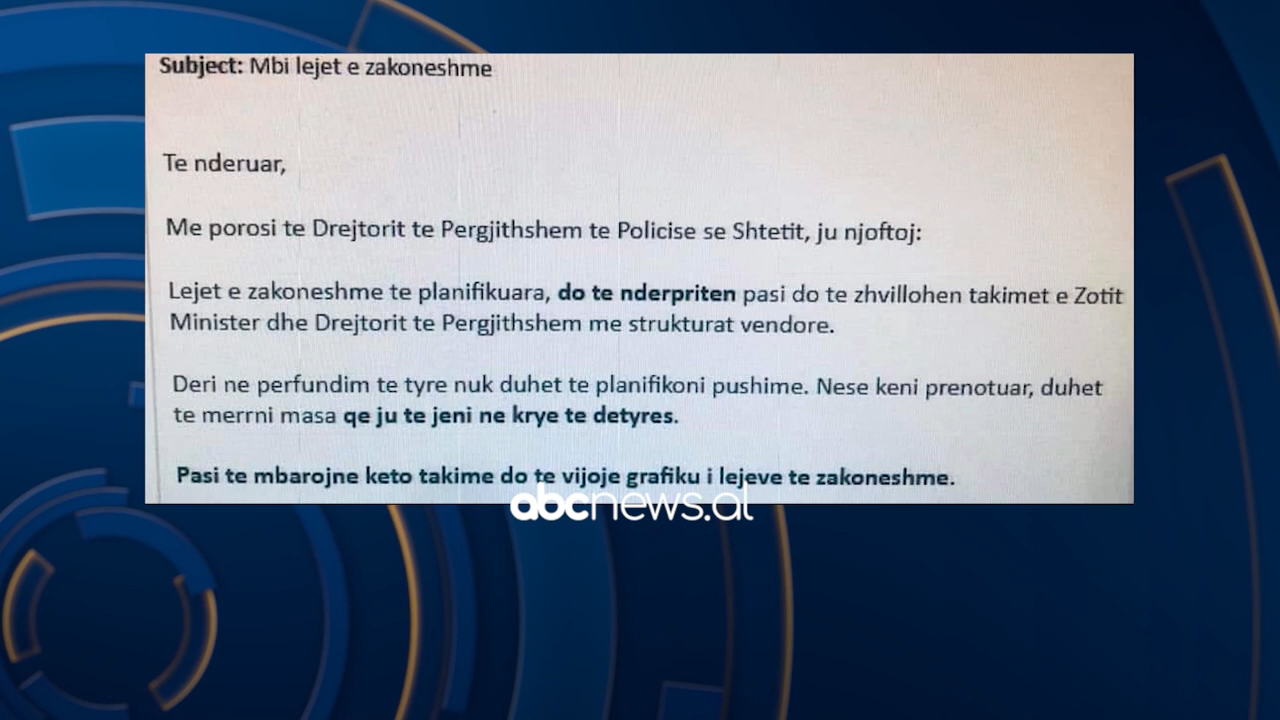 Subject: Mbi lejet e zakoneshme
Te nderuar,
Me porosi te Drejtorit te Pergjithshem te Policise se Shtetit, ju njoftoj:
Lejet e zakoneshme te planifikuara, do te nderpriten pasi do te zhvillohen takimet e Zotit
Minister dhe Drejtorit te Pergjithshem me strukturat vendore.
Deri ne perfundim te tyre nuk duhet te planifikoni pushime. Nese keni prenotuar, duhet
te merrni masa qe ju te jeni ne krye te detyres.
Pasi te mbarojne keto takime do te vijoje grafiku i lejeve te zakoneshme.
abcnews.al